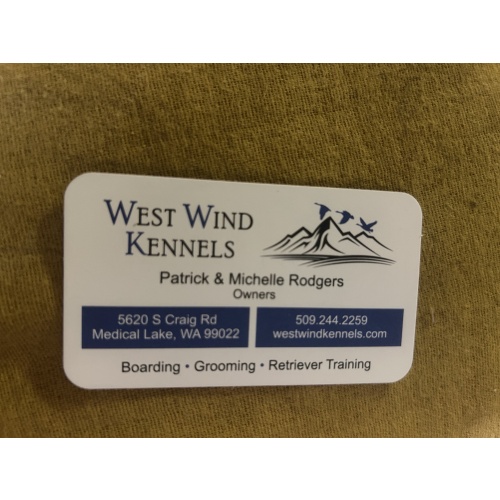 West Wind
Kennels
Patrick & Michelle Rodgers
Owners
5620 S Craig Rd
Medical Lake, WA 99022
509.244.2259
westwindkennels.com
Boarding • Grooming • Retriever Training